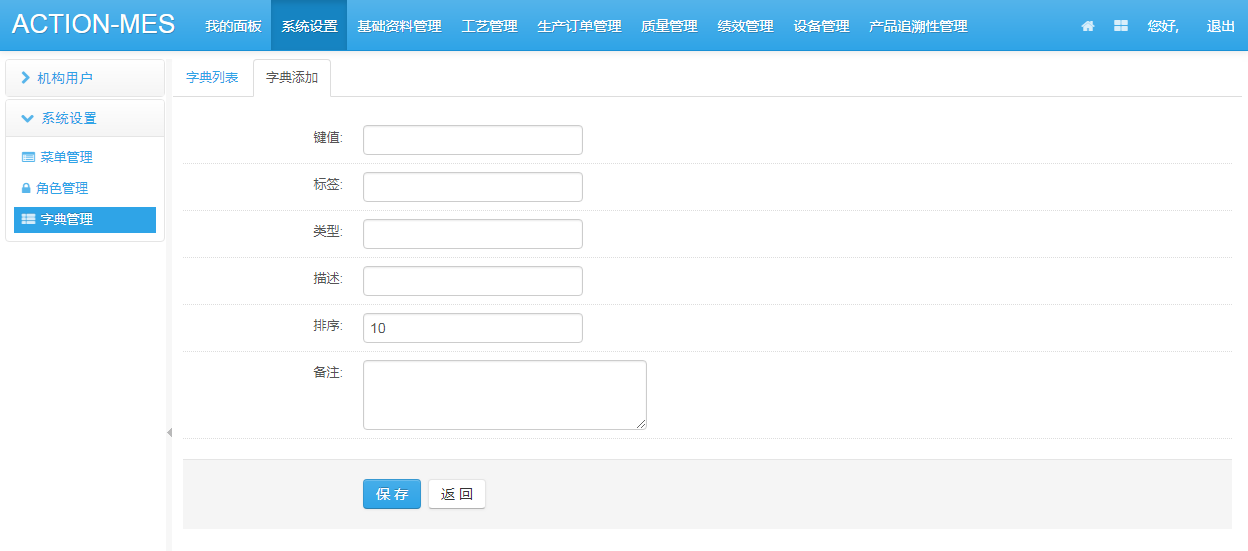 ACTION-MES 我的面板 系统设置 基础资料管理 工艺管理 生产订单管理 质量管理 绩效管理 设备管理 产品追溯性管理 您好, 退出
机构用户
系统设置
菜单管理
角色管理
字典管理
字典列表 字典添加
键值:
标签:
类型:
描述:
排序: 10
备注:
保 存 返 回